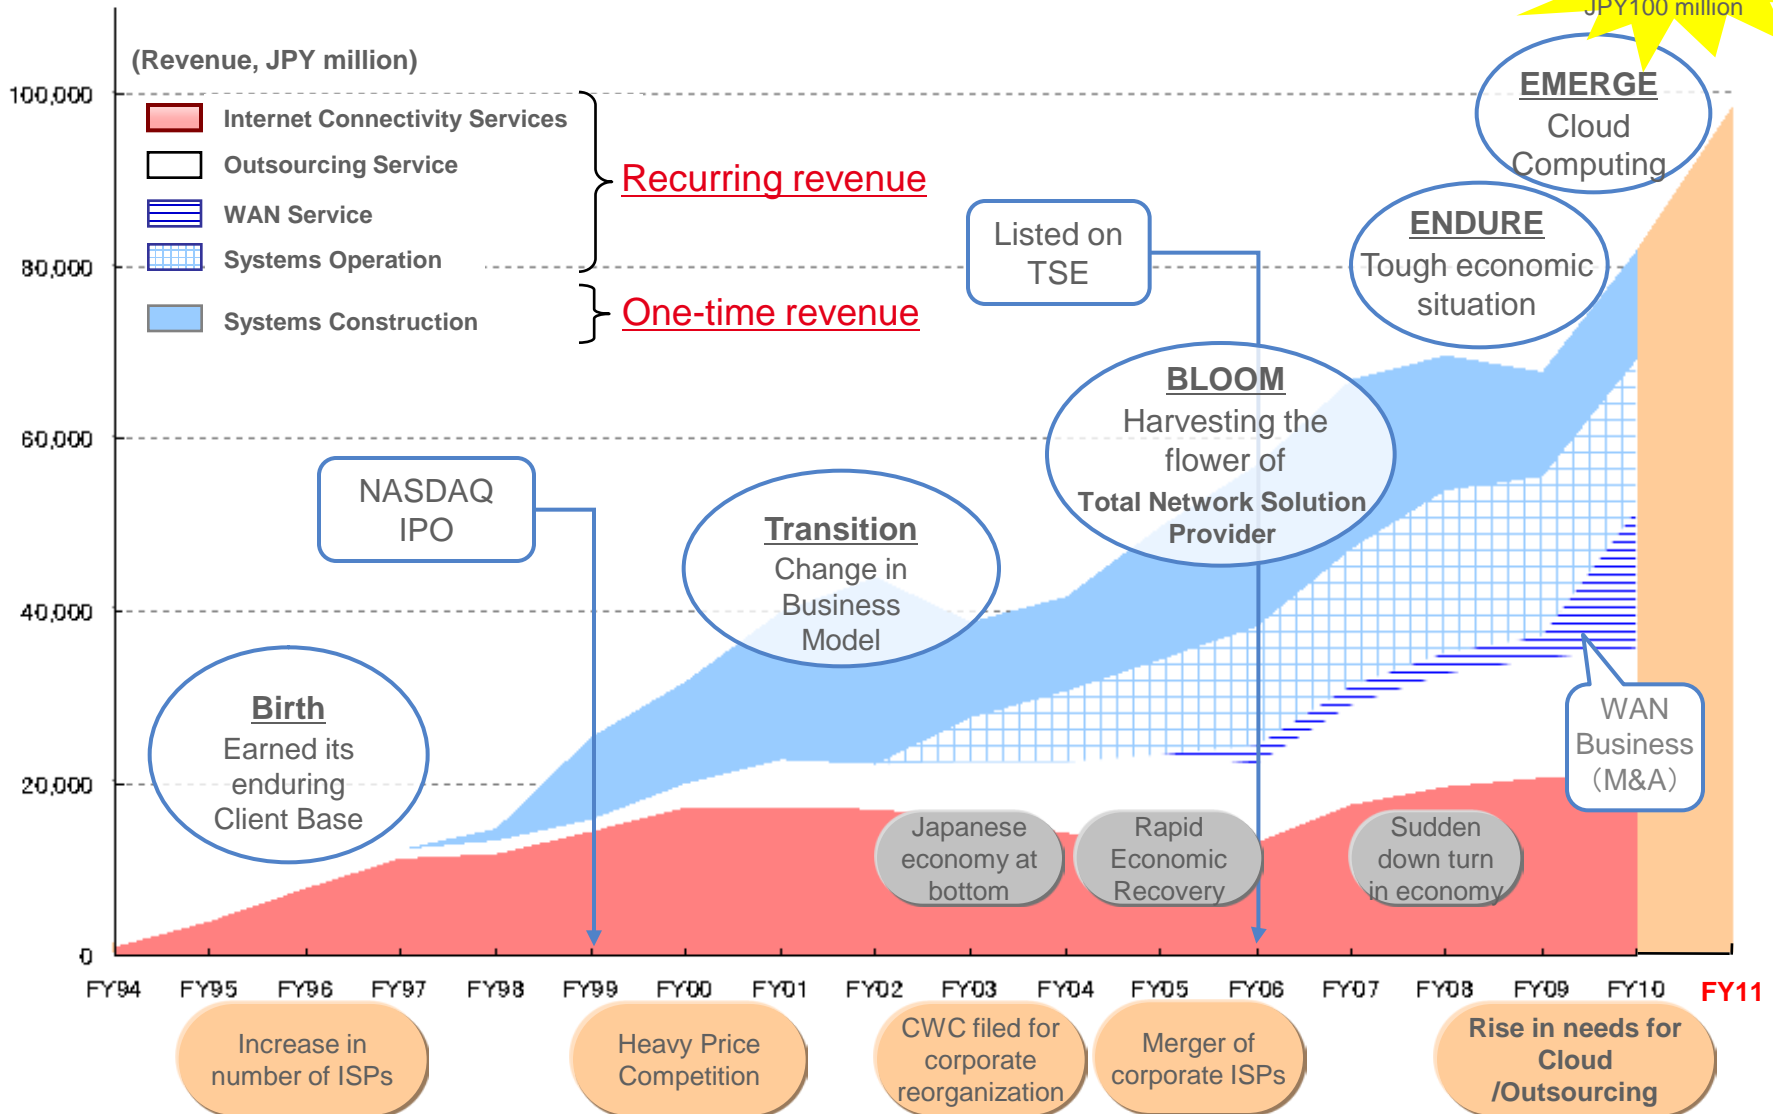 JPY100 million
(Revenue, JPY million)
100,000
80,000
60,000
40,000
20,000
0
Internet Connectivity Services
Outsourcing Service
WAN Service
Systems Operation
Systems Construction
Recurring revenue
One-time revenue
EMERGE
Cloud
Computing
ENDURE
Tough economic
situation
Listed on
TSE
BLOOM
Harvesting the
flower of
Total Network Solution
Provider
NASDAQ
IPO
Transition
Change in
Business
Model
Birth
Earned its
enduring
Client Base
WAN
Business
(M&A)
Japanese
economy at
bottom
Rapid
Economic
Recovery
Sudden
down turn
in economy
FY94 FY95 FY96 FY97 FY98 FY99 FY00 FY01 FY02 FY03 FY04 FY05 FY06 FY07 FY08 FY09 FY10 FY11
Increase in
number of ISPs
Heavy Price
Competition
CWC filed for
corporate
reorganization
Merger of
corporate ISPs
Rise in needs for
Cloud
/Outsourcing